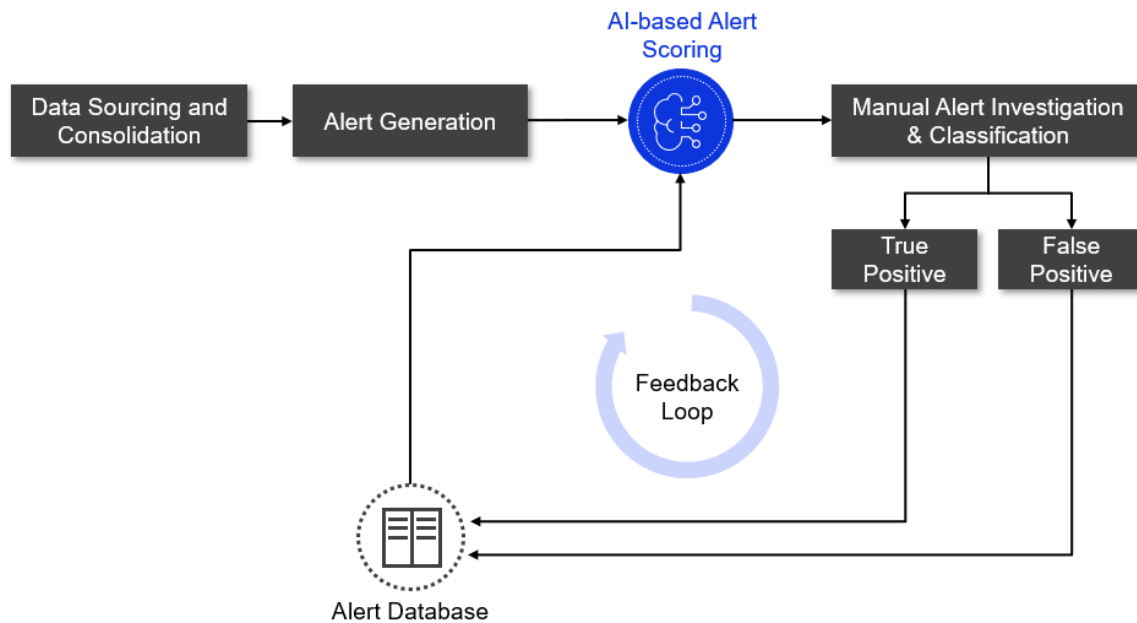 AI-based Alert
Scoring
Data Sourcing and
Consolidation
Alert Generation
Manual Alert Investigation
& Classification
True
Positive
False
Positive
Feedback
Loop
Alert Database